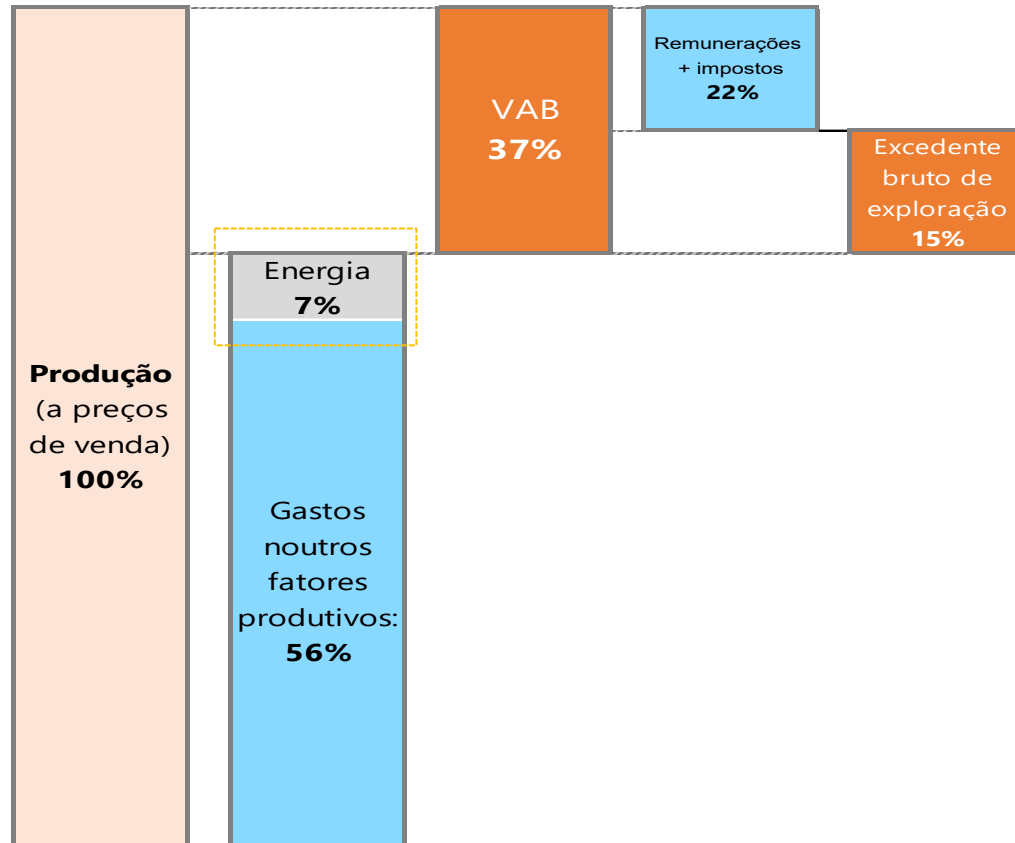 Produção
(a preços
de venda)
100%
Energia
7%
Gastos
noutros
fatores
produtivos:
56%
VAB
37%
Remunerações
+ impostos
22%
Excedente
bruto de
exploração
15%